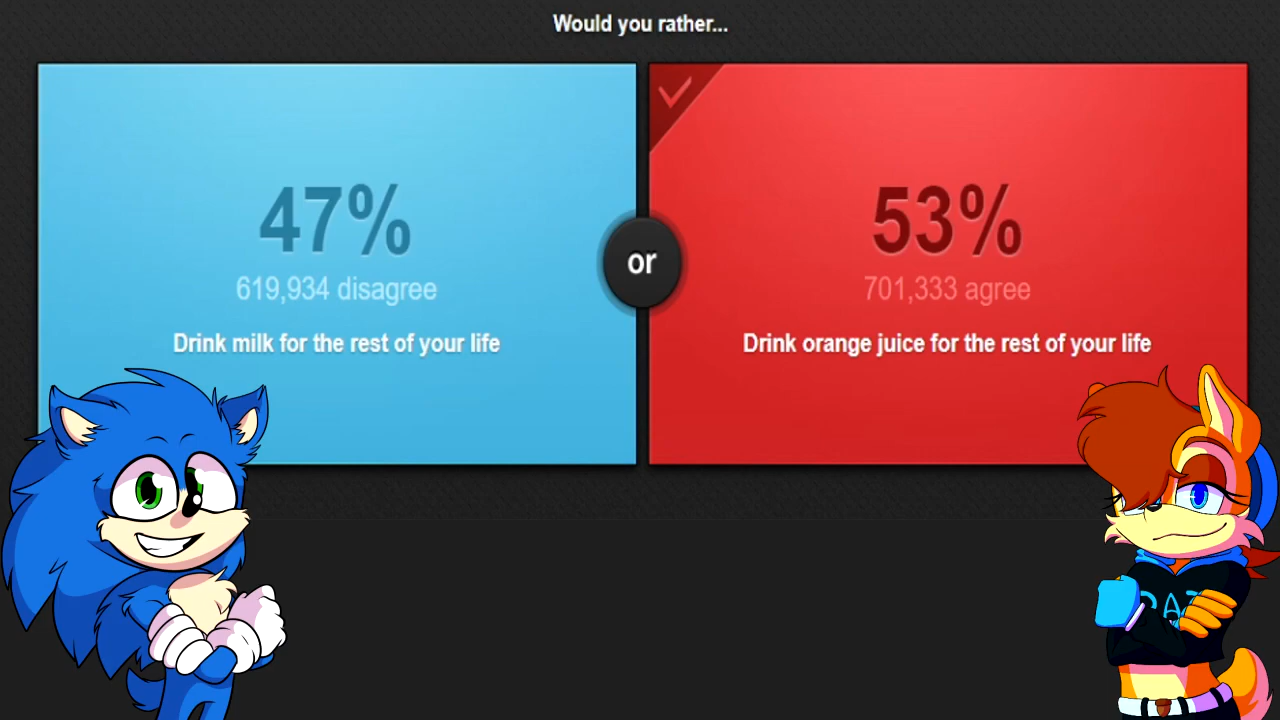 Would you rather...
47%
619,934 disagree
Drink milk for the rest of your life
or
53%
701,333 agree
Drink orange juice for the rest of your life